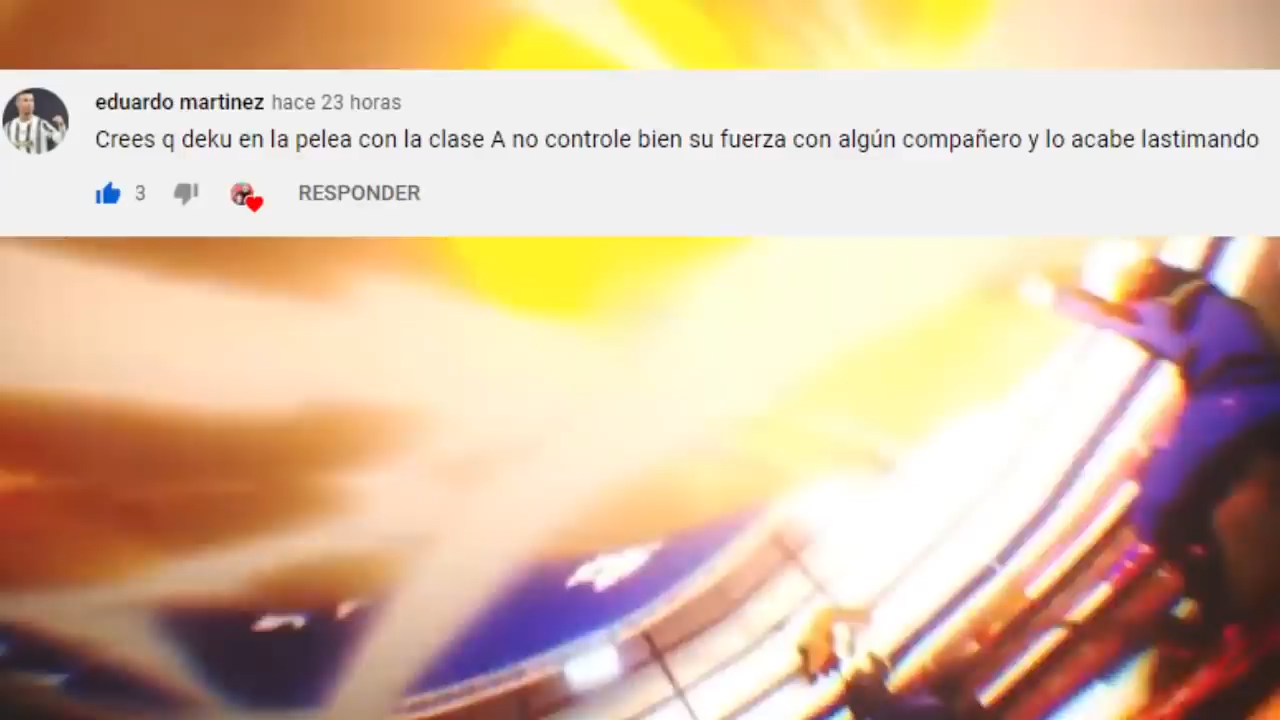 eduardo martinez hace 23 horas
Crees q deku en la pelea con la clase A no controle bien su fuerza con algún compañero y lo acabe lastimando
3 RESPONDER